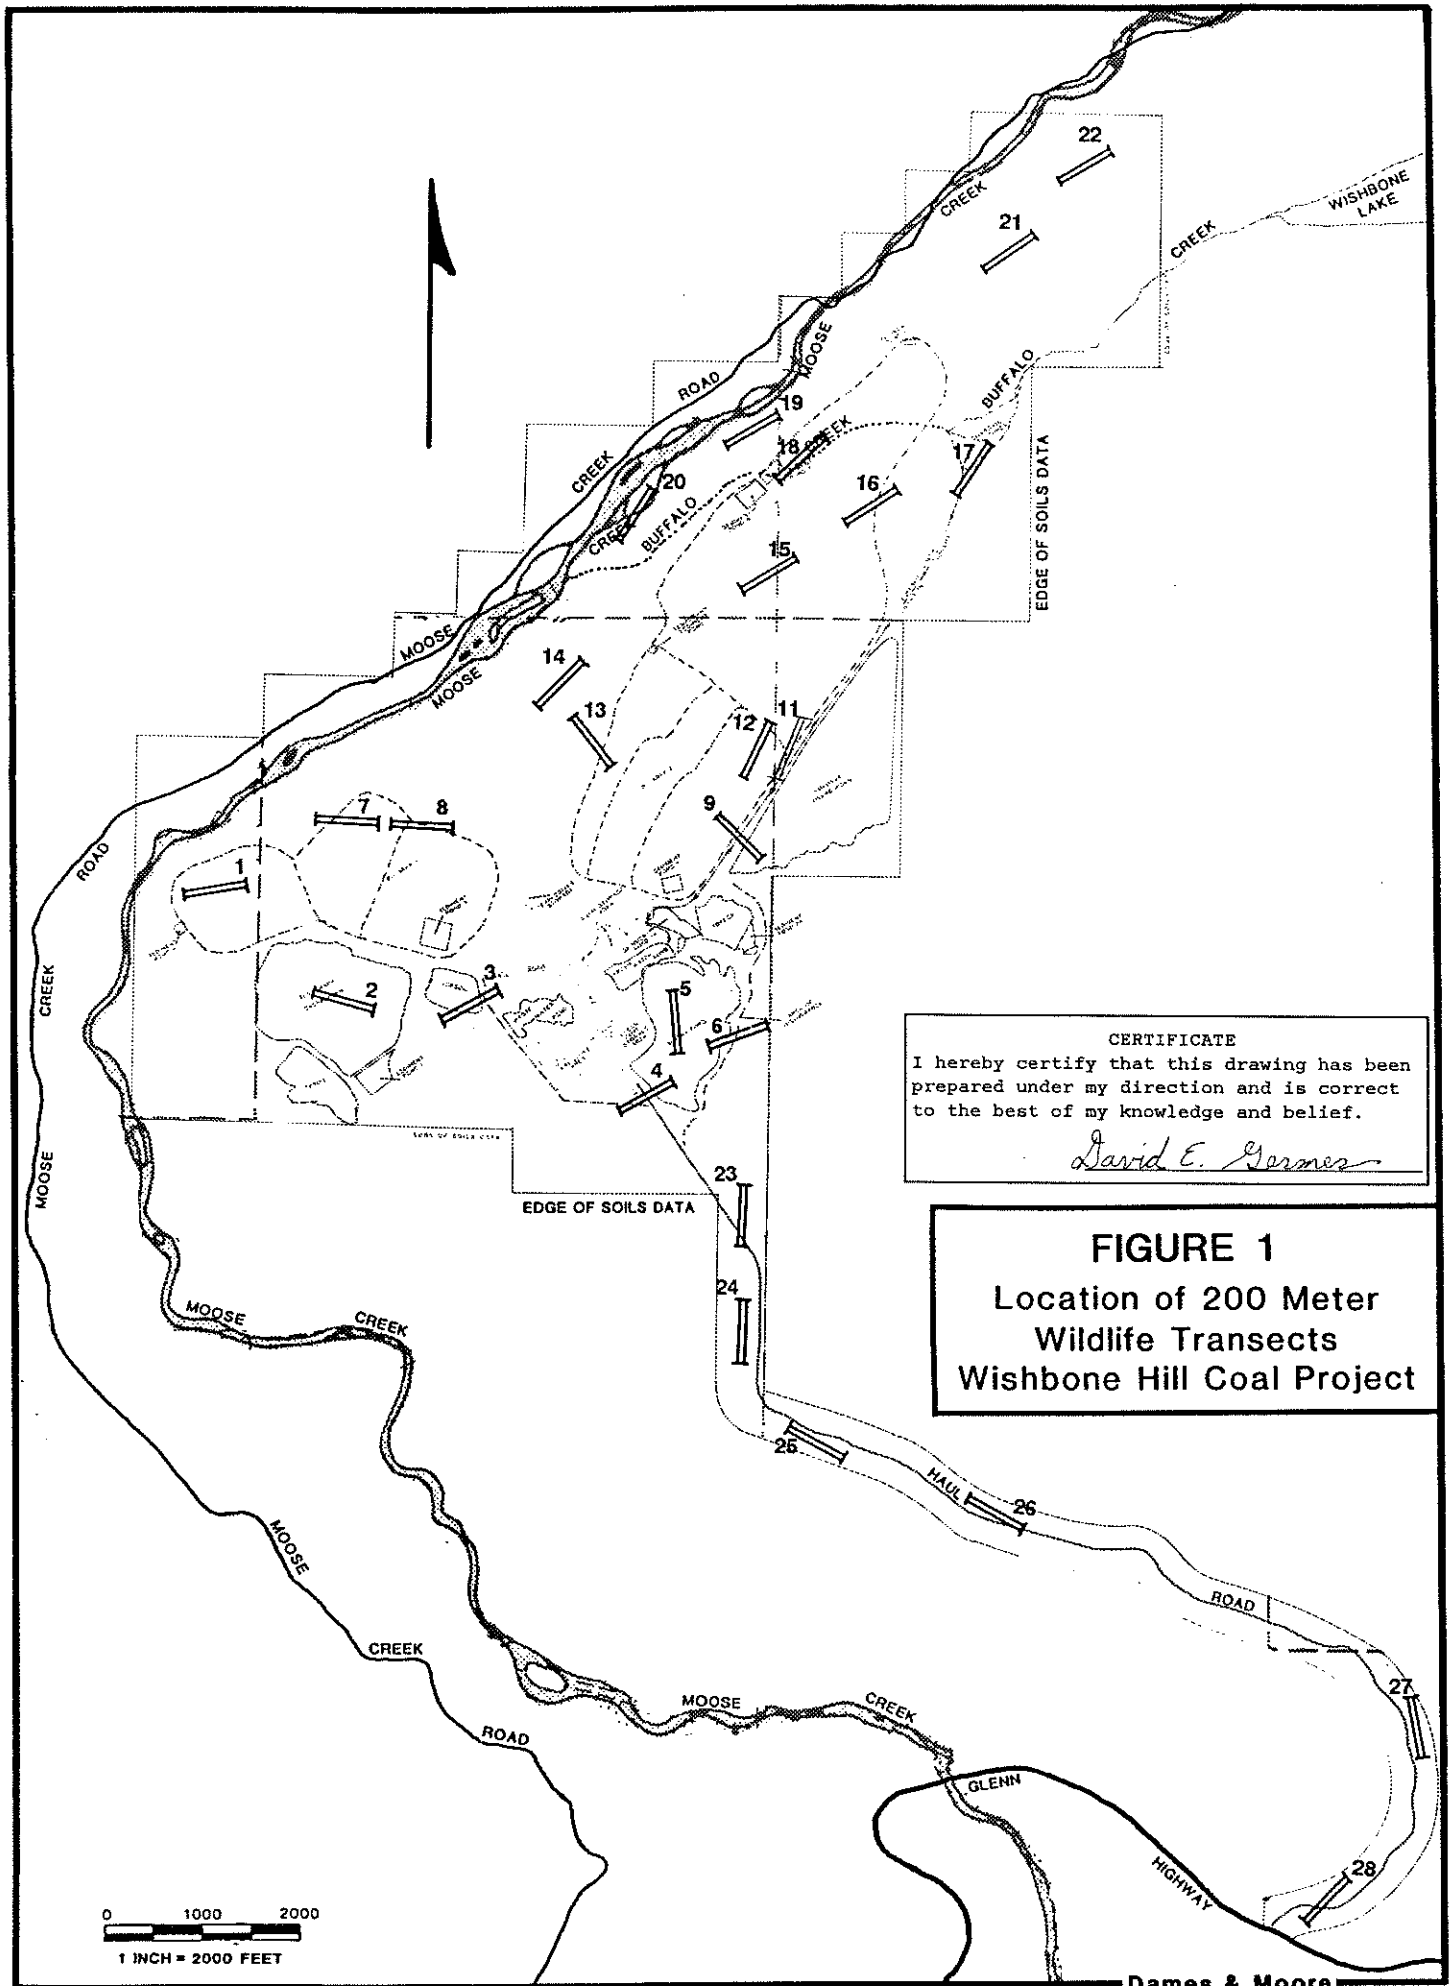 22
WISHBONE
LAKE
CREEK
21
CREEK
MOOSE
BUFFALO
ROAD
19
18
CREEK
17
EDGE OF SOILS DATA
CREEK
20
16
BUFFALO
CREEK
15
MOOSE
MOOSE
14
13
12
11
9
7
8
ROAD
1
CREEK
2
3
5
6
4
CERTIFICATE
I hereby certify that this drawing has been
prepared under my direction and is correct
to the best of my knowledge and belief.
David E. Germer
MOOSE
EDGE OF SOILS DATA
23
EDGE OF SOILS DATA
FIGURE 1
Location of 200 Meter
Wildlife Transects
Wishbone Hill Coal Project
24
MOOSE
CREEK
25
HAUL
26
MOOSE
ROAD
CREEK
27
MOOSE
CREEK
ROAD
GLENN
HIGHWAY
28
0 1000 2000
1 INCH = 2000 FEET
Dames & Moore